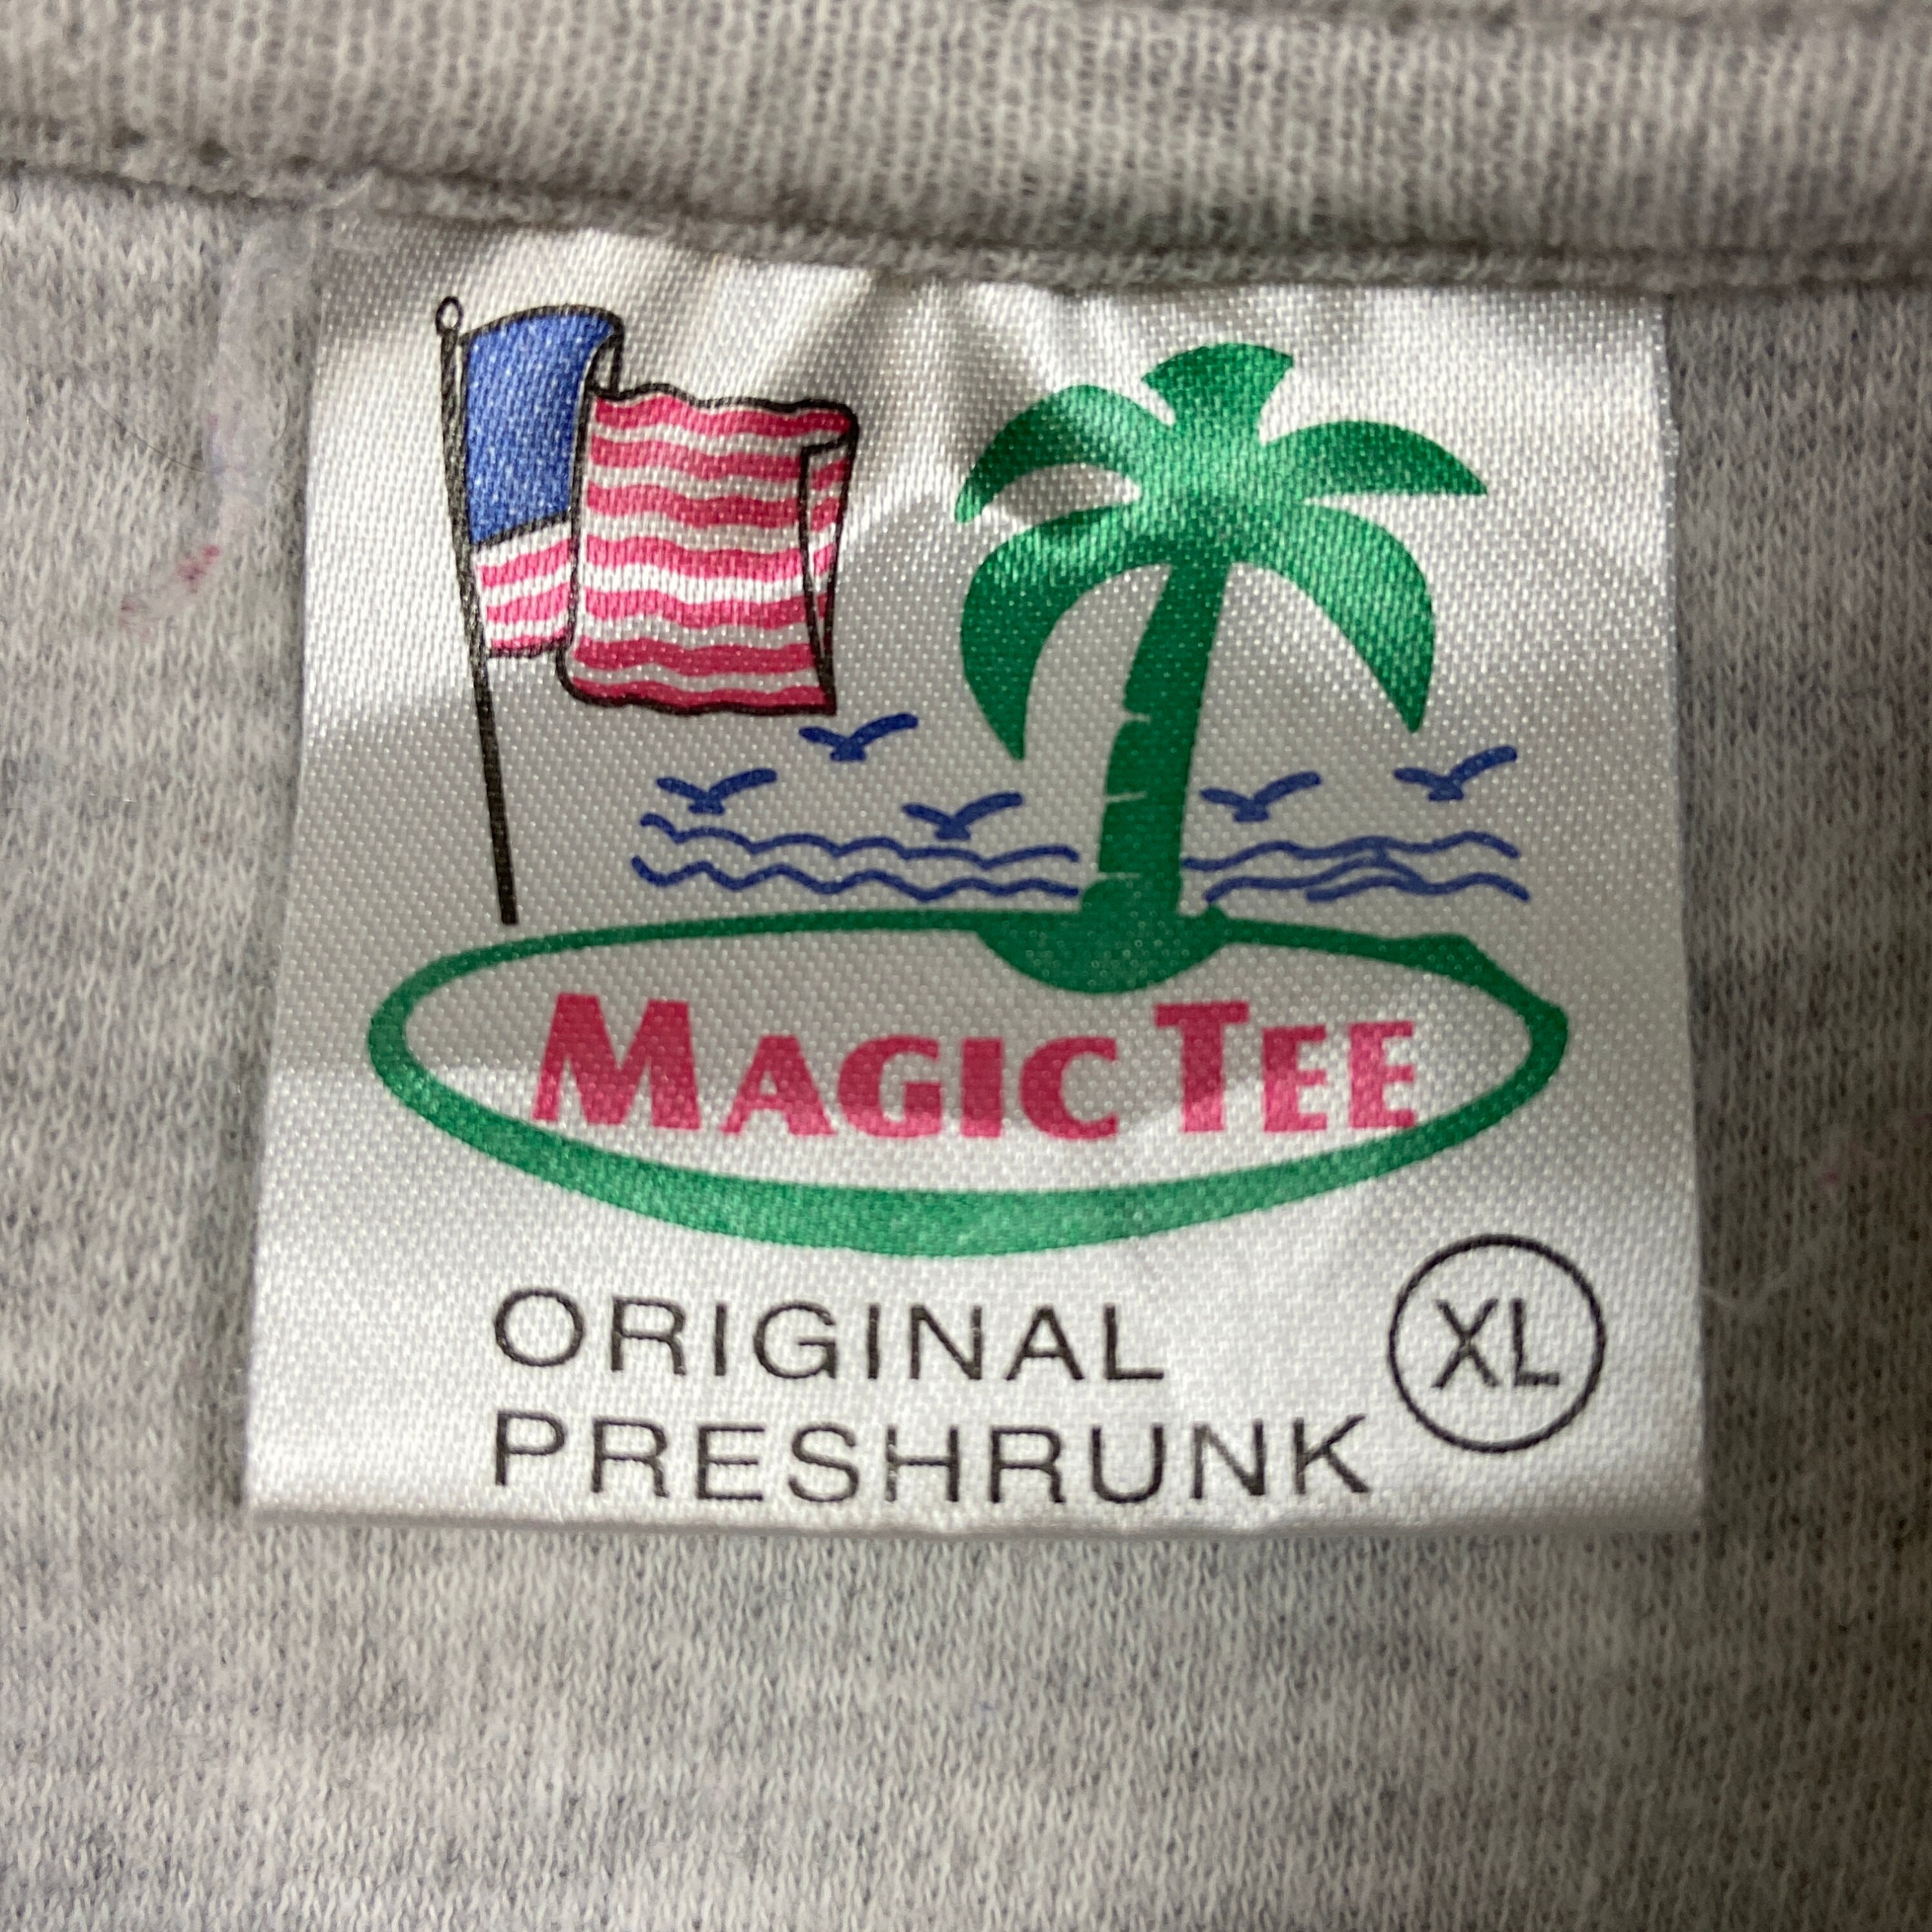 MAGIC TEE
ORIGINAL
PRESHRUNK
XL